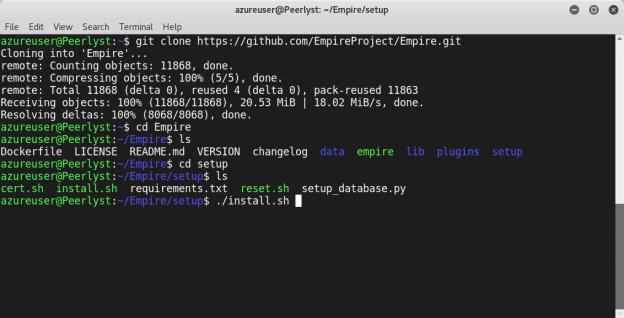 azureuser@Peerlyst: ~/Empire/setup
File Edit View Search Terminal Help
azureuser@Peerlyst:~$ git clone https://github.com/EmpireProject/Empire.git
Cloning into 'Empire'...
remote: Counting objects: 11868, done.
remote: Compressing objects: 100% (5/5), done.
remote: Total 11868 (delta 0), reused 4 (delta 0), pack-reused 11863
Receiving objects: 100% (11868/11868), 20.53 MiB | 18.02 MiB/s, done.
Resolving deltas: 100% (8068/8068), done.
azureuser@Peerlyst:~$ cd Empire
azureuser@Peerlyst:~/Empire$ ls
Dockerfile LICENSE README.md VERSION changelog data empire lib plugins setup
azureuser@Peerlyst:~/Empire$ cd setup
azureuser@Peerlyst:~/Empire/setup$ ls
cert.sh install.sh requirements.txt reset.sh setup_database.py
azureuser@Peerlyst:~/Empire/setup$ ./install.sh